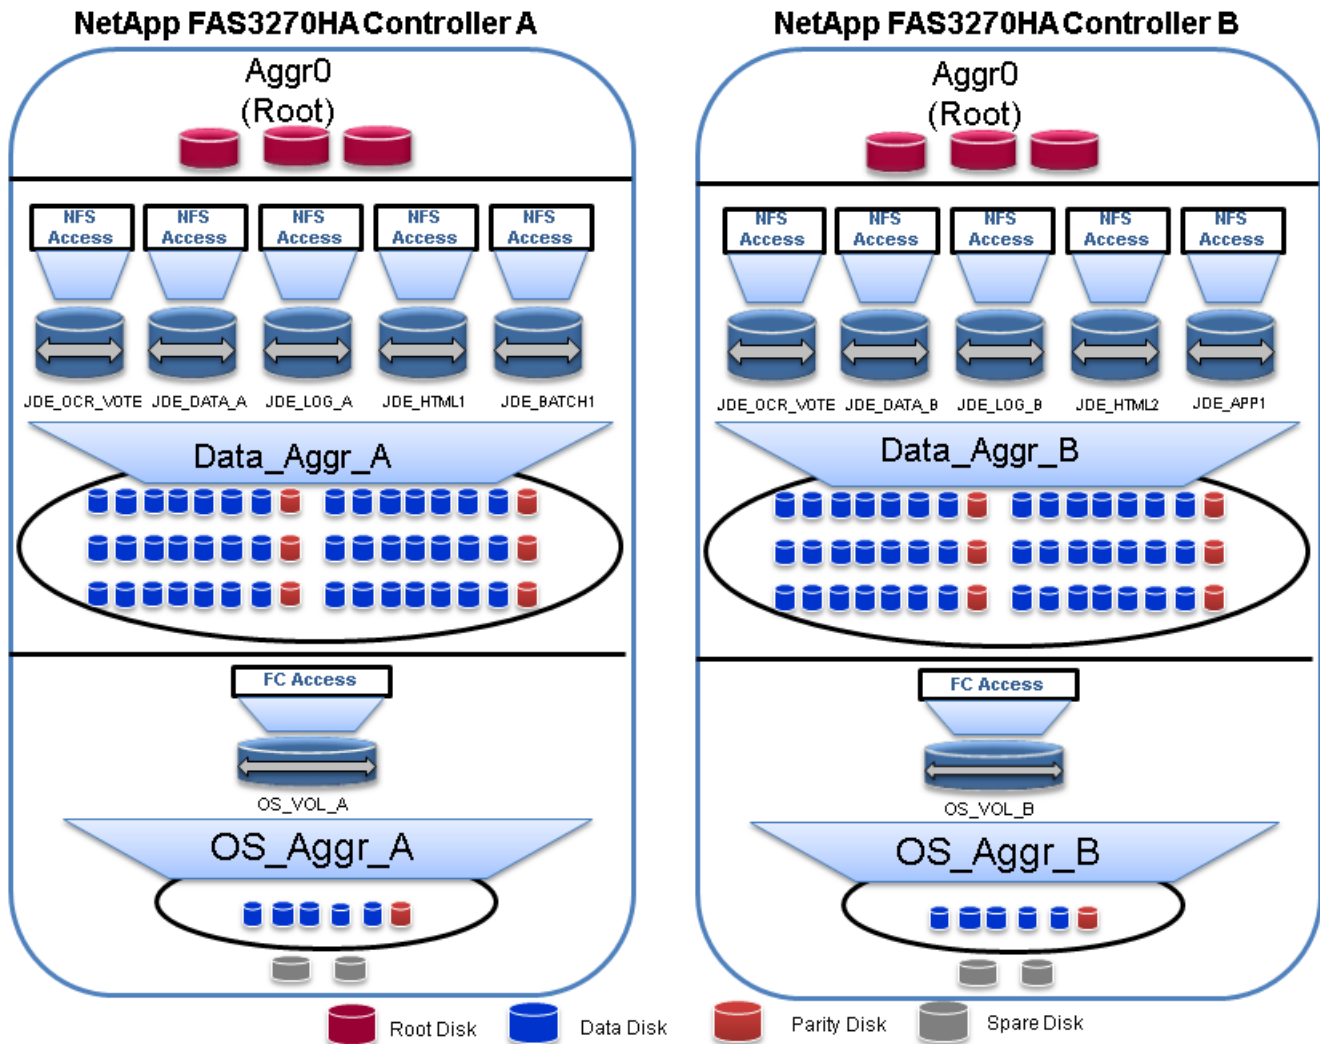 NetApp FAS3270HA Controller A
Aggr0
(Root)
NFS
Access
NFS
Access
NFS
Access
NFS
Access
NFS
Access
JDE_OCR_VOTE
JDE_DATA_A
JDE_LOG_A
JDE_HTML1
JDE_BATCH1
Data_Aggr_A
FC Access
OS_VOL_A
OS_Aggr_A
NetApp FAS3270HA Controller B
Aggr0
(Root)
NFS
Access
NFS
Access
NFS
Access
NFS
Access
NFS
Access
JDE_OCR_VOTE
JDE_DATA_B
JDE_LOG_B
JDE_HTML2
JDE_APP1
Data_Aggr_B
FC Access
OS_VOL_B
OS_Aggr_B
Root Disk
Data Disk
Parity Disk
Spare Disk